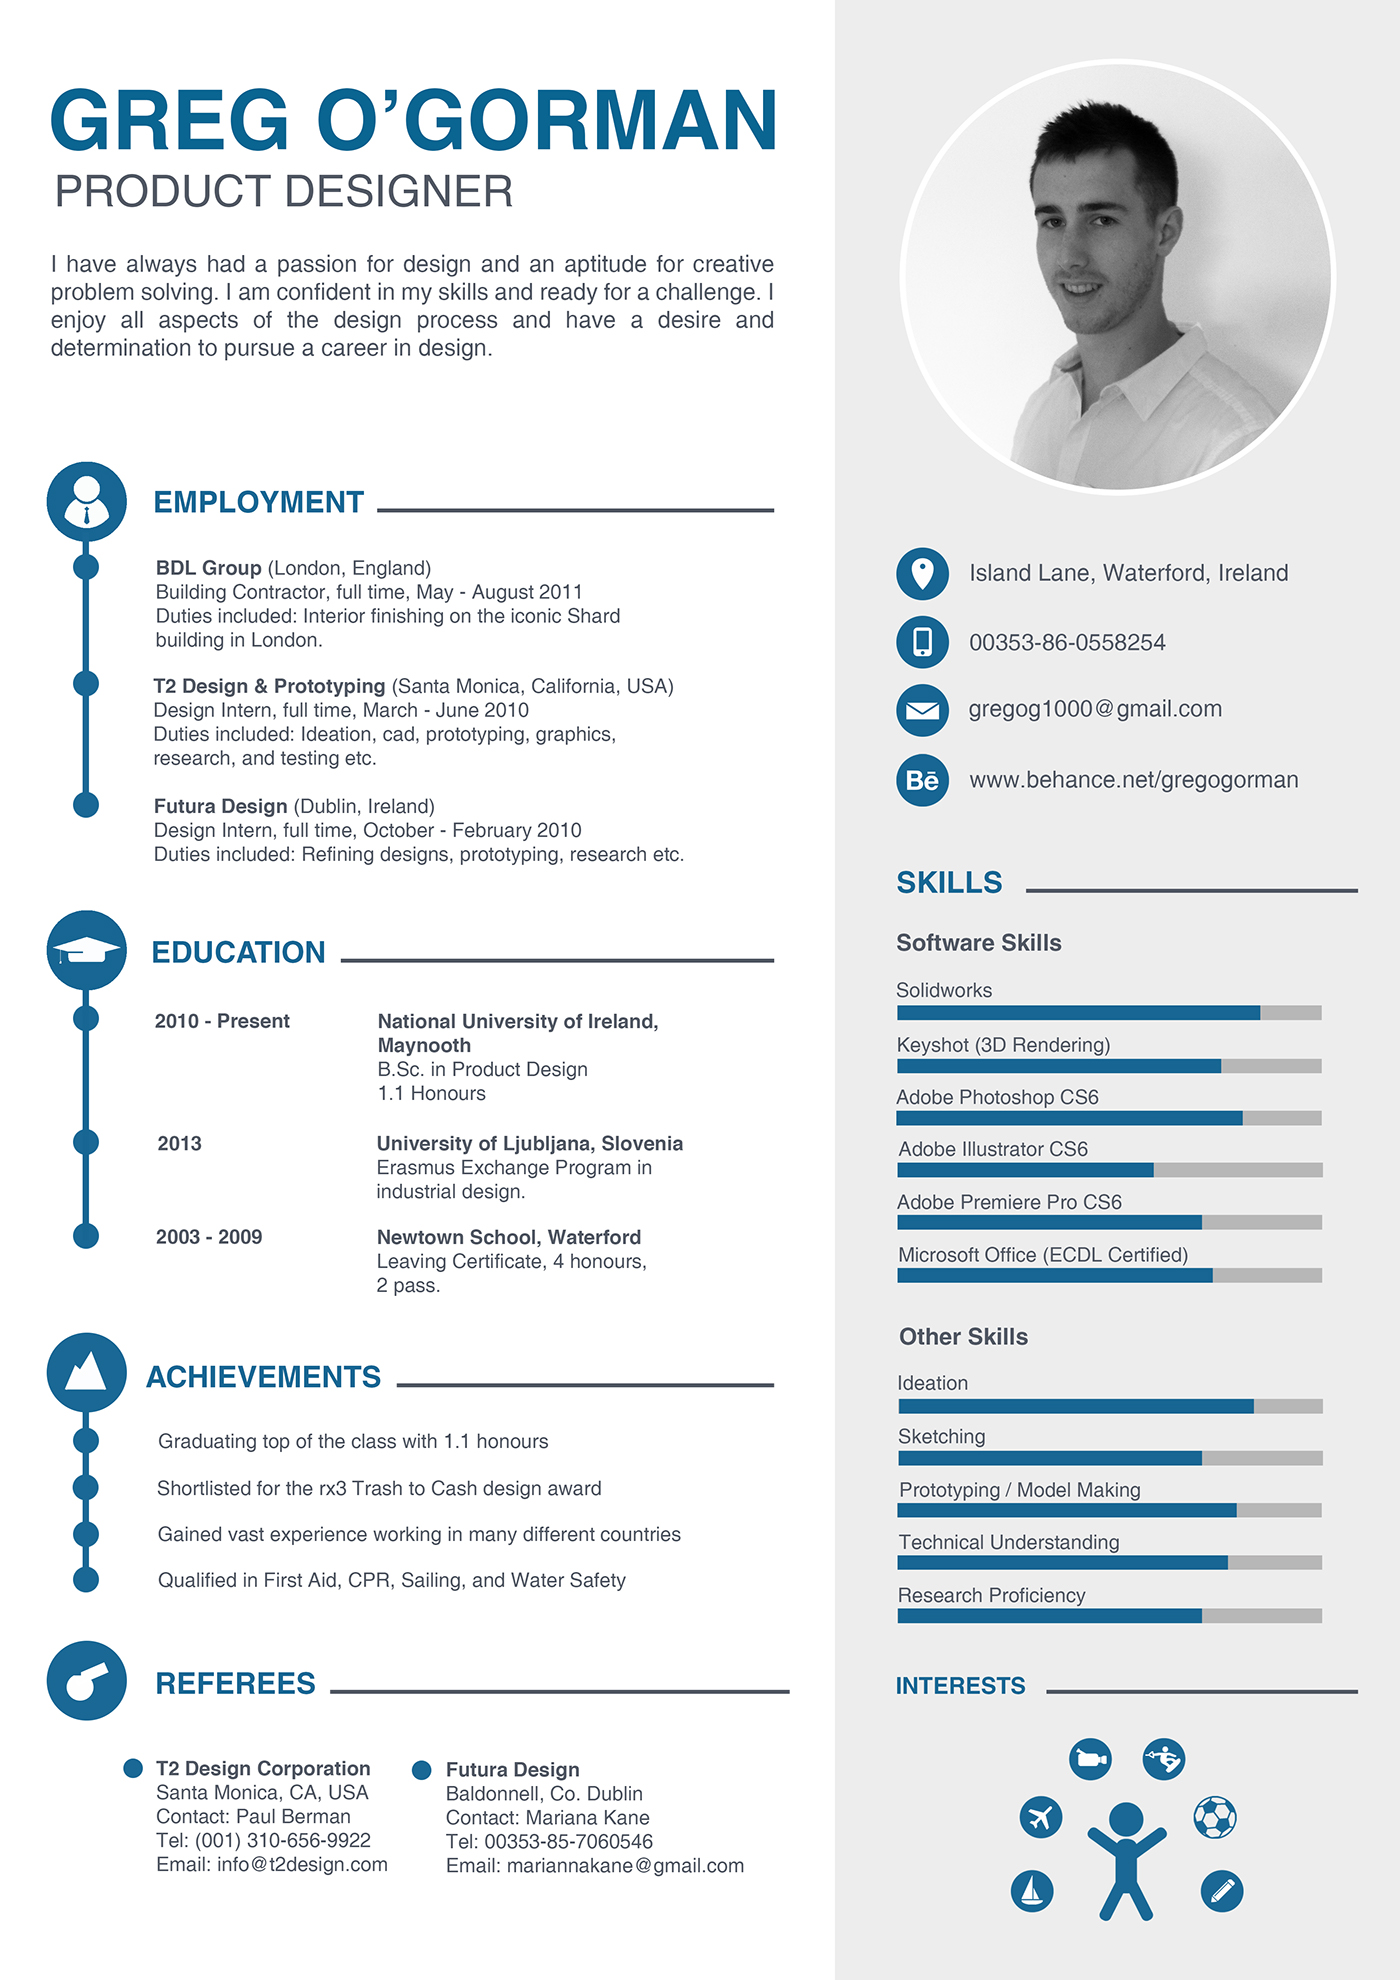 GREG O’GORMAN
PRODUCT DESIGNER
I have always had a passion for design and an aptitude for creative
problem solving. I am confident in my skills and ready for a challenge. I
enjoy all aspects of the design process and have a desire and
determination to pursue a career in design.
EMPLOYMENT
BDL Group (London, England)
Building Contractor, full time, May - August 2011
Duties included: Interior finishing on the iconic Shard
building in London.
T2 Design & Prototyping (Santa Monica, California, USA)
Design Intern, full time, March - June 2010
Duties included: Ideation, cad, prototyping, graphics,
research, and testing etc.
Futura Design (Dublin, Ireland)
Design Intern, full time, October - February 2010
Duties included: Refining designs, prototyping, research etc.
EDUCATION
2010 - Present
National University of Ireland,
Maynooth
B.Sc. in Product Design
1.1 Honours
2013
University of Ljubljana, Slovenia
Erasmus Exchange Program in
industrial design.
2003 - 2009
Newtown School, Waterford
Leaving Certificate, 4 honours,
2 pass.
ACHIEVEMENTS
Graduating top of the class with 1.1 honours
Shortlisted for the rx3 Trash to Cash design award
Gained vast experience working in many different countries
Qualified in First Aid, CPR, Sailing, and Water Safety
REFEREES
T2 Design Corporation
Santa Monica, CA, USA
Contact: Paul Berman
Tel: (001) 310-656-9922
Email: info@t2design.com
Futura Design
Baldonnell, Co. Dublin
Contact: Mariana Kane
Tel: 00353-85-7060546
Email: mariannakane@gmail.com
Island Lane, Waterford, Ireland
00353-86-0558254
gregog1000@gmail.com
Bē www.behance.net/gregogorman
SKILLS
Software Skills
Solidworks
Keyshot (3D Rendering)
Adobe Photoshop CS6
Adobe Illustrator CS6
Adobe Premiere Pro CS6
Microsoft Office (ECDL Certified)
Other Skills
Ideation
Sketching
Prototyping / Model Making
Technical Understanding
Research Proficiency
INTERESTS